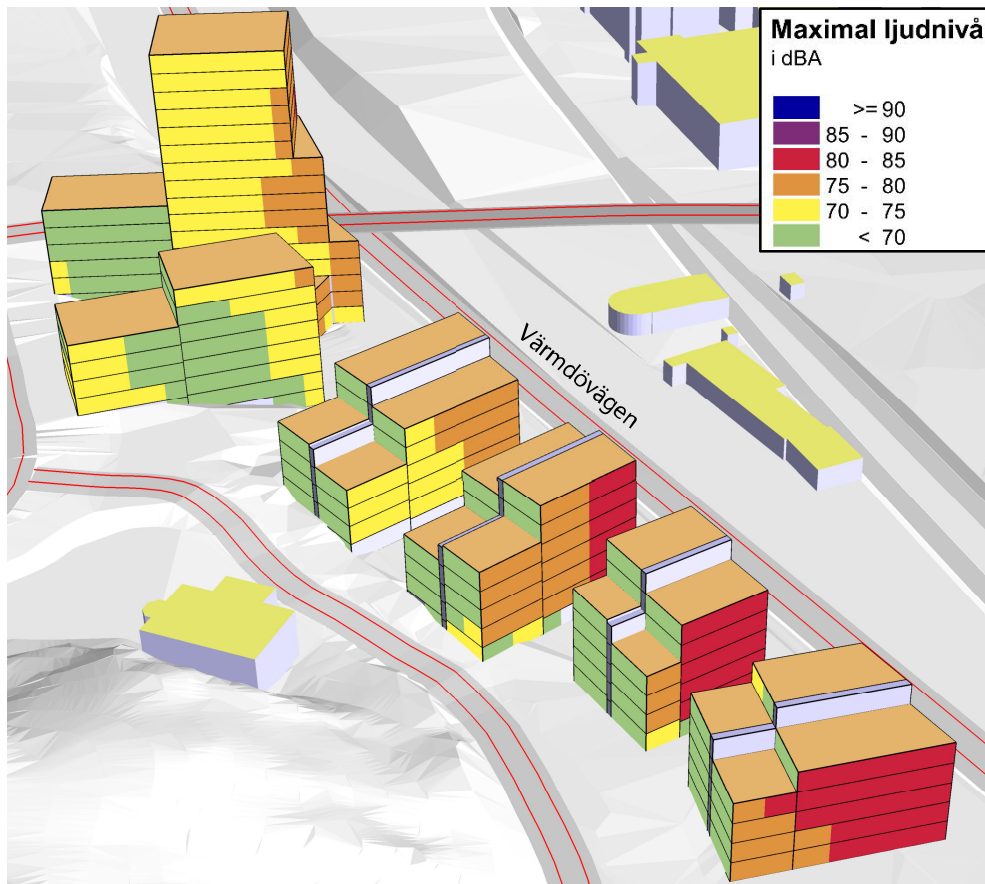 Maximal ljudnivå
i dBA
>= 90
85 - 90
80 - 85
75 - 80
70 - 75
< 70
Värmdövägen